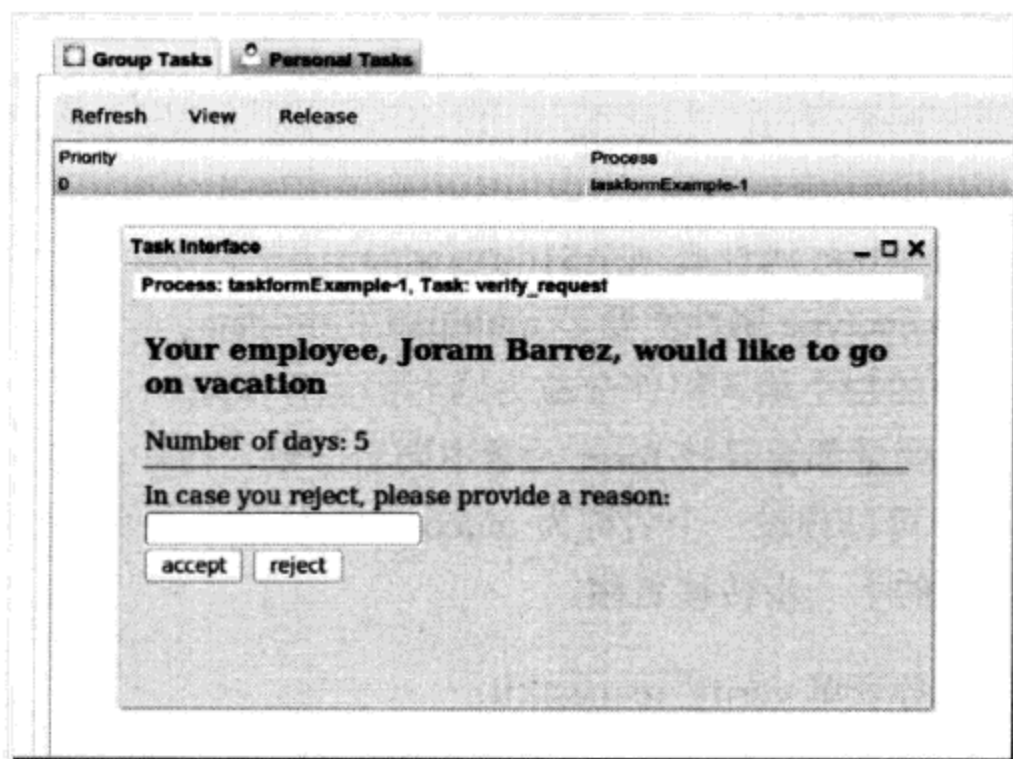 Group Tasks Personal Tasks
Refresh View Release
Priority Process
0 taskformExample-1
Task Interface
Process: taskformExample-1, Task: verify_request
Your employee, Joram Barrez, would like to go
on vacation
Number of days: 5
In case you reject, please provide a reason:
accept reject